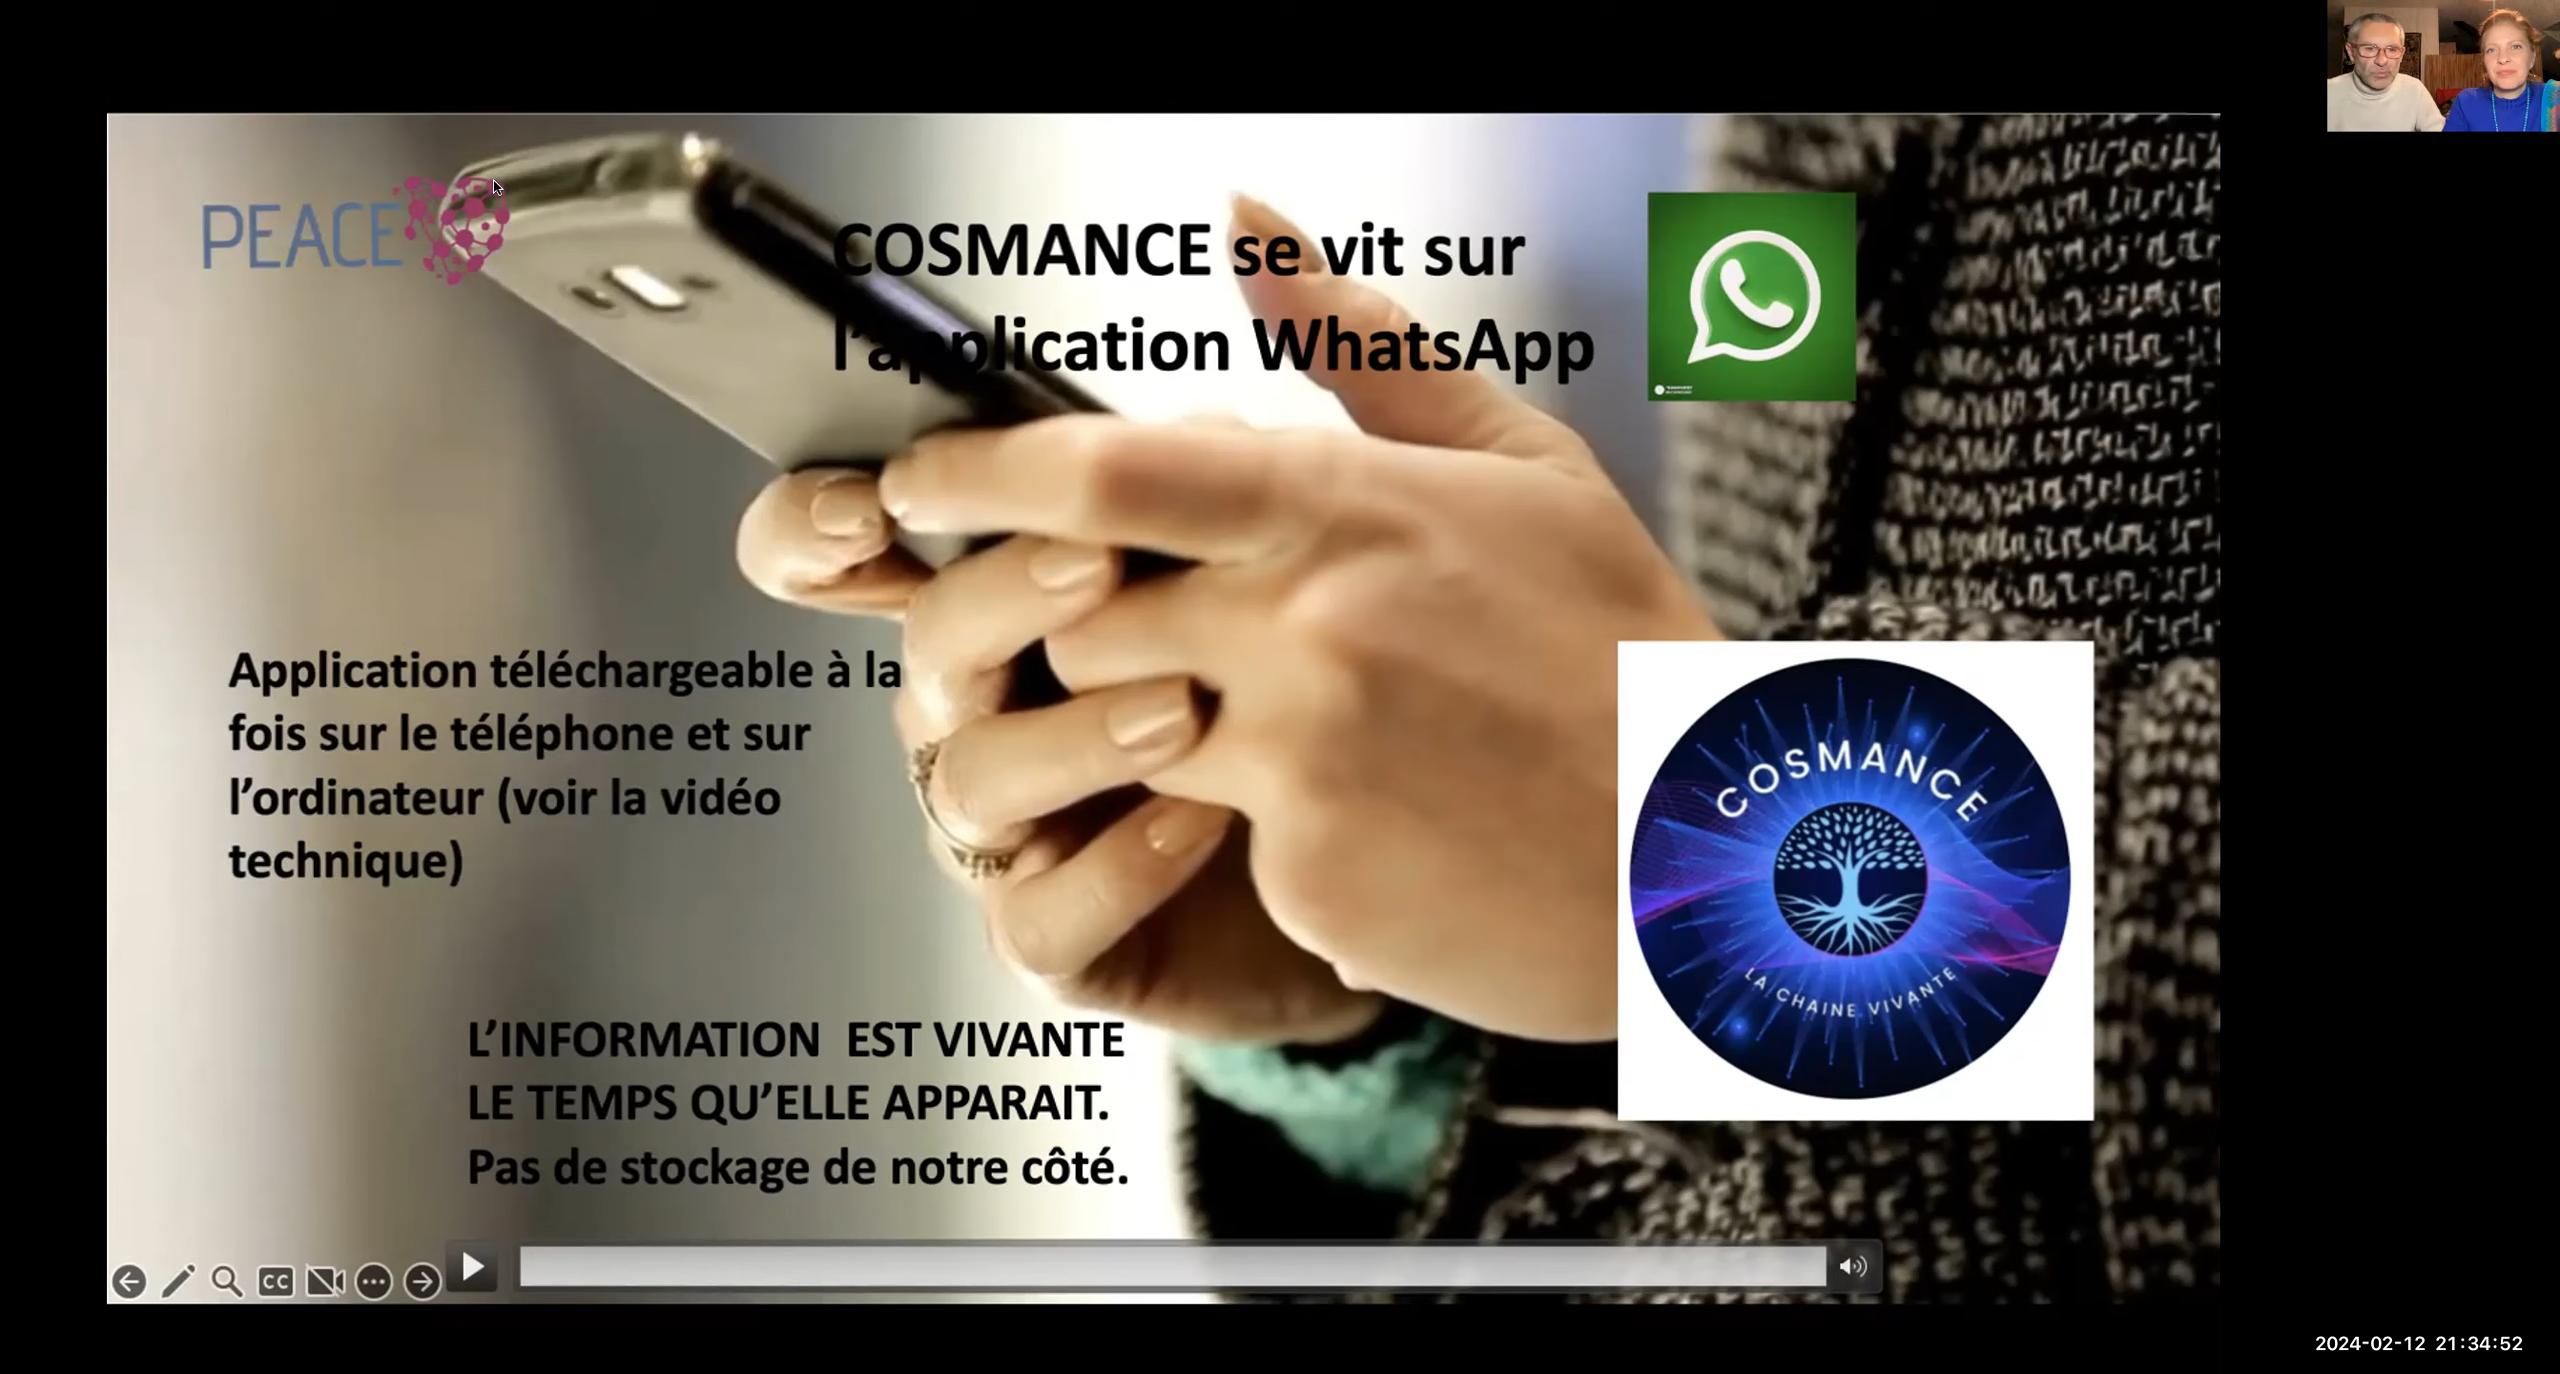 PEACE
COSMANCE se vit sur
l'application WhatsApp
Application téléchargeable à la
fois sur le téléphone et sur
l'ordinateur (voir la vidéo
technique)
COSMANCE
LA CHAINE VIVANTE
L'INFORMATION  EST VIVANTE
LE TEMPS QU'ELLE APPARAIT.
Pas de stockage de notre côté.
CC
2024-02-12 21:34:52